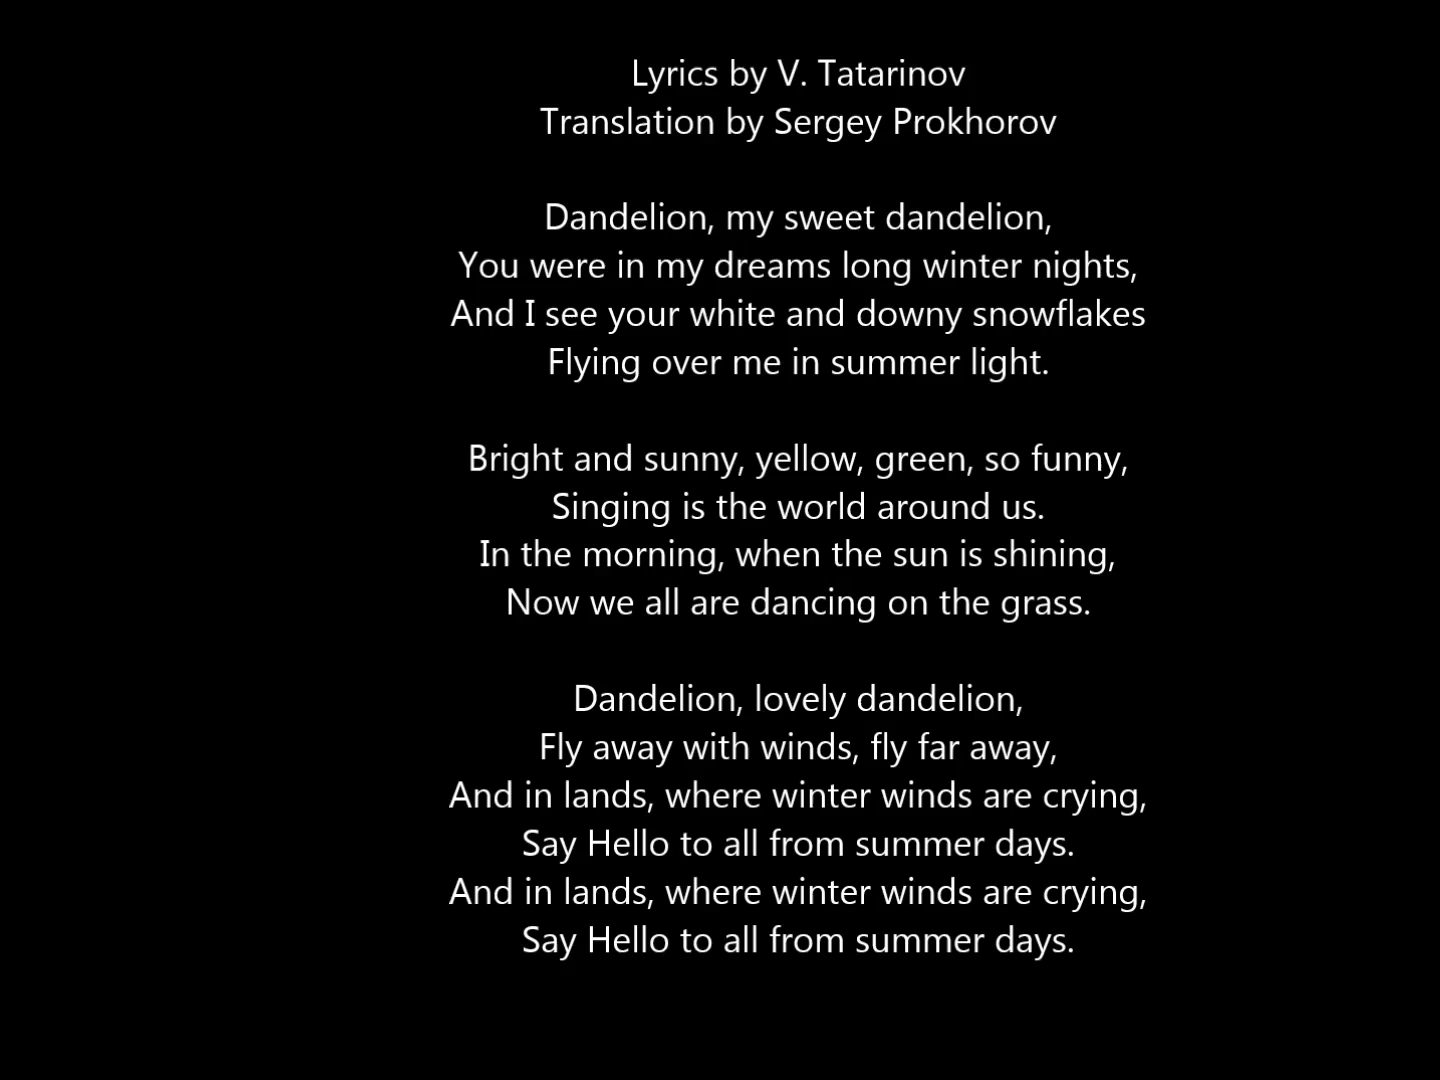 Lyrics by V. Tatarinov
Translation by Sergey Prokhorov
Dandelion, my sweet dandelion,
You were in my dreams long winter nights,
And I see your white and downy snowflakes
Flying over me in summer light.
Bright and sunny, yellow, green, so funny,
Singing is the world around us.
In the morning, when the sun is shining,
Now we all are dancing on the grass.
Dandelion, lovely dandelion,
Fly away with winds, fly far away,
And in lands, where winter winds are crying,
Say Hello to all from summer days.
And in lands, where winter winds are crying,
Say Hello to all from summer days.